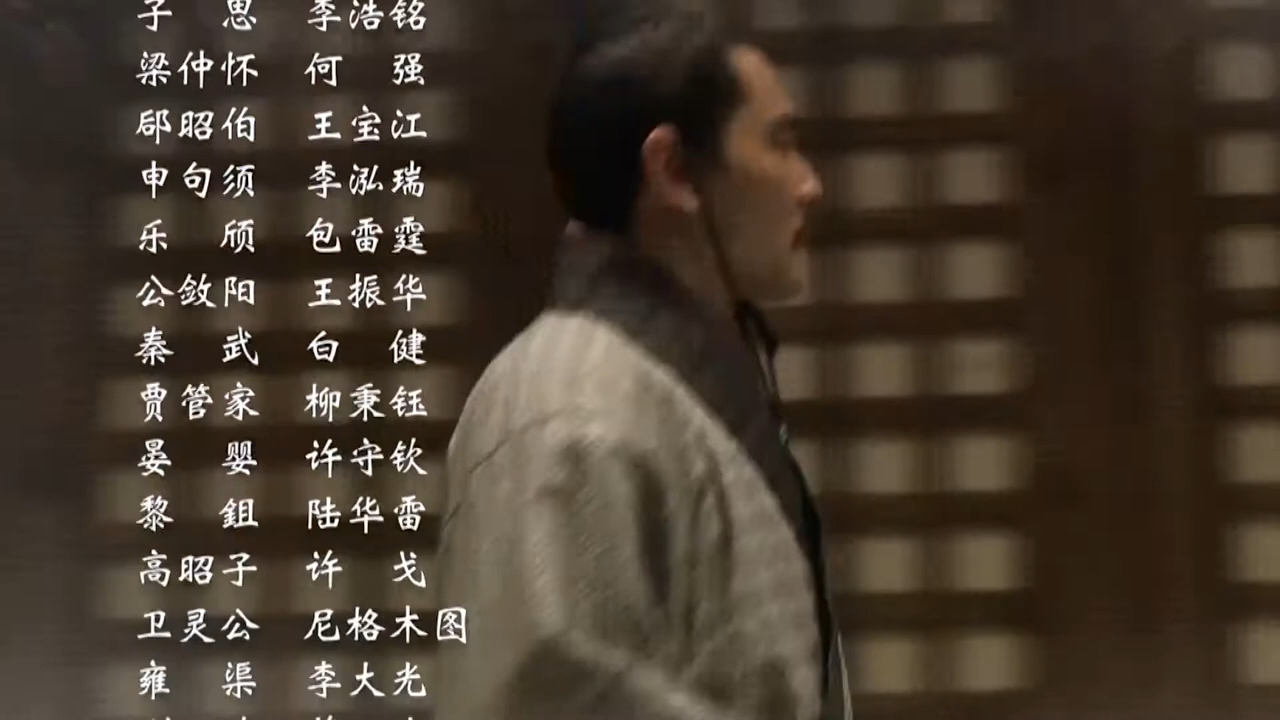 子思 李浩铭
梁仲怀 何强
郈昭伯 王宝江
申句须 李泓瑞
乐颀 包雷霆
公敛阳 王振华
秦武 白健
贾管家 柳秉钰
晏婴 许守钦
黎鉏 陆华雷
高昭子 许戈
卫灵公 尼格木图
雍渠 李大光